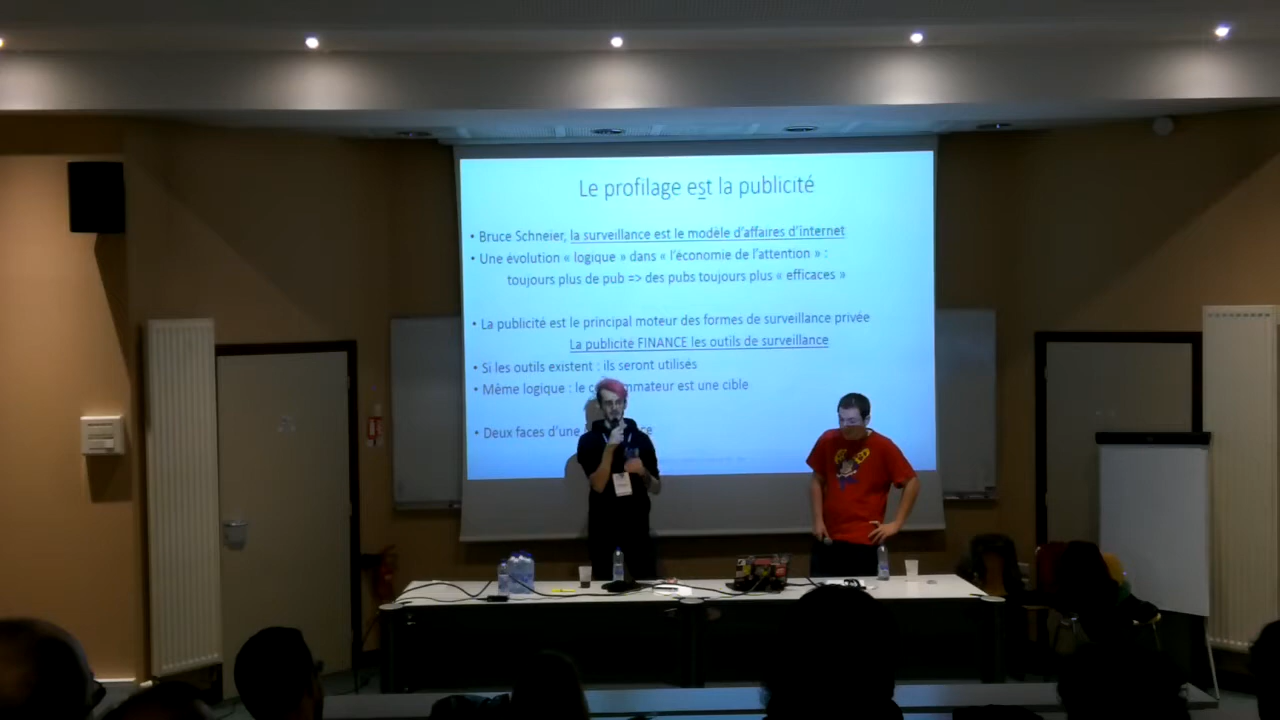 Le profilage est la publicité
• Bruce Schneier, la surveillance est le modèle d'affaires d'internet
• Une évolution « logique » dans « l'économie de l'attention » :
toujours plus de pub => des pubs toujours plus « efficaces »
• La publicité est le principal moteur des formes de surveillance privée
La publicité FINANCE les outils de surveillance
• Si les outils existent : ils seront utilisés
• Même logique : le est une cible
• Deux faces d'une